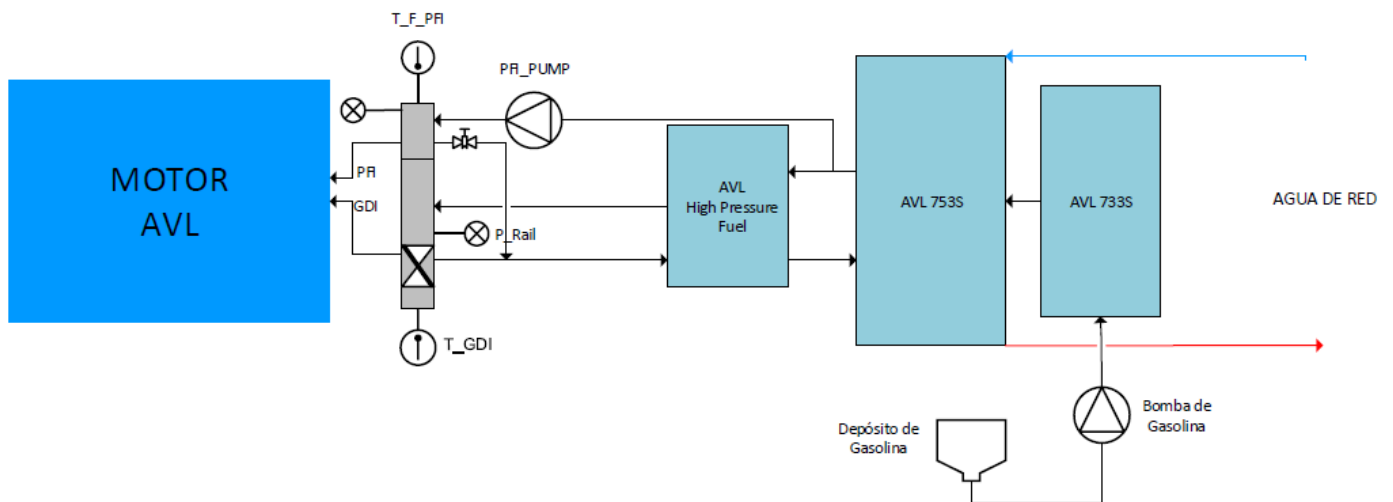 T_F_PFI
PFI_PUMP
MOTOR
AVL
PFI
GDI
P_Rail
T_GDI
AVL
High Pressure
Fuel
AVL 753S
AVL 733S
AGUA DE RED
Depósito de
Gasolina
Bomba de
Gasolina